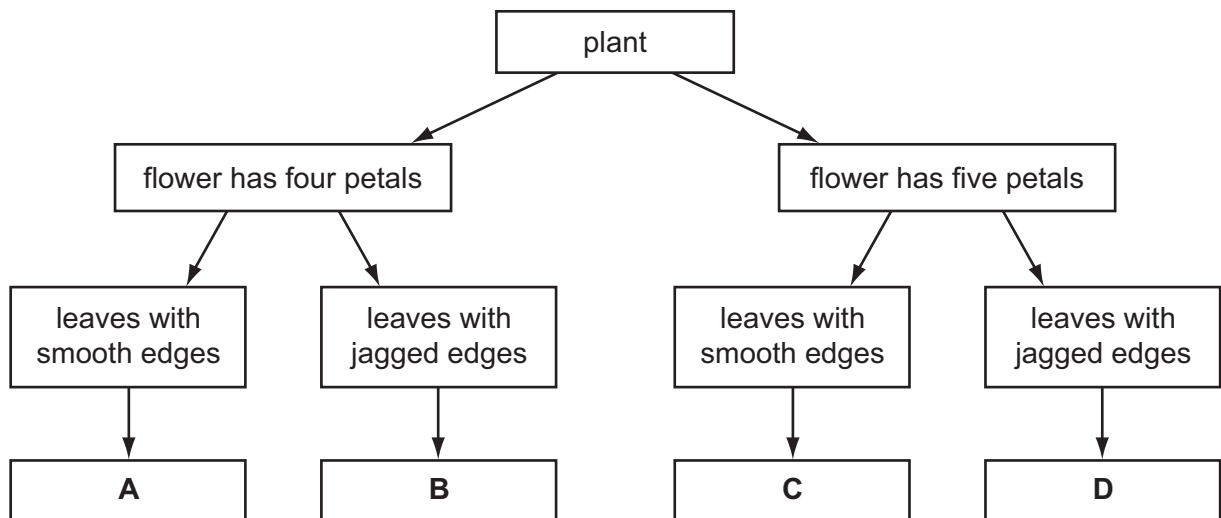 plant
flower has four petals
flower has five petals
leaves with
smooth edges
leaves with
jagged edges
leaves with
smooth edges
leaves with
jagged edges
A
B
C
D